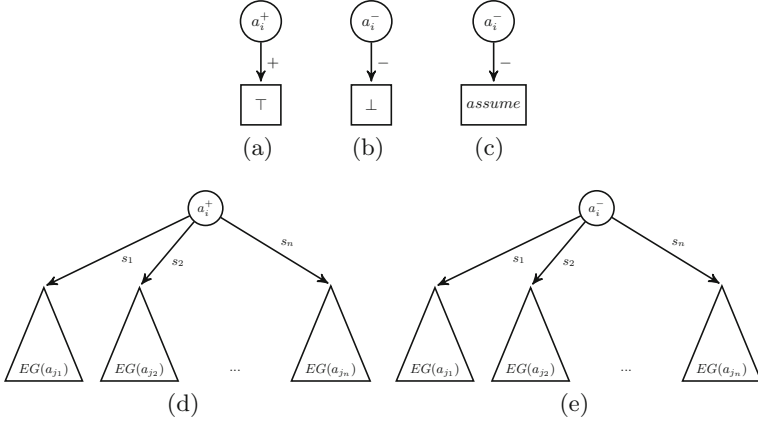 a_i^+ a_i^- a_i^-
+ − −
⊤ ⊥ assume
(a) (b) (c)
a_i^+ a_i^-
s_1 s_2 s_n s_1 s_2 s_n
EG(a_{j_1}) EG(a_{j_2}) ... EG(a_{j_n}) EG(a_{j_1}) EG(a_{j_2}) ... EG(a_{j_n})
(d) (e)